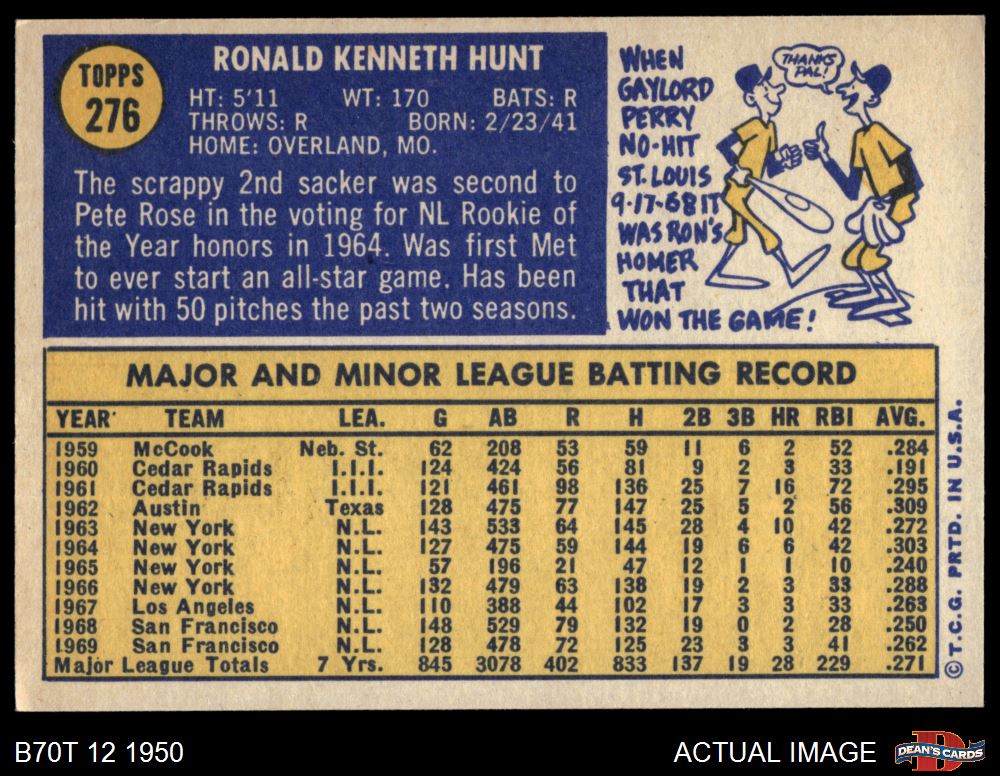 TOPPS
276
RONALD KENNETH HUNT
HT: 5'11 WT: 170 BATS: R
THROWS: R BORN: 2/23/41
HOME: OVERLAND, MO.
The scrappy 2nd sacker was second to
Pete Rose in the voting for NL Rookie of
the Year honors in 1964. Was first Met
to ever start an all-star game. Has been
hit with 50 pitches the past two seasons.
WHEN
GAYLORD
PERRY
NO-HIT
ST. LOUIS
9-17-68 IT
WAS RON'S
HOMER
THAT
WON THE GAME!
THANKS
PAL!
MAJOR AND MINOR LEAGUE BATTING RECORD
YEAR TEAM LEA. G AB R H 2B 3B HR RBI AVG.
1959 McCook Neb. St. 62 208 53 59 11 6 2 52 .284
1960 Cedar Rapids I.I.I. 124 424 56 81 9 2 3 33 .191
1961 Cedar Rapids I.I.I. 121 461 98 136 25 7 16 72 .295
1962 Austin Texas 128 475 77 147 25 5 2 56 .309
1963 New York N.L. 143 533 64 145 28 4 10 42 .272
1964 New York N.L. 127 475 59 144 19 6 6 42 .303
1965 New York N.L. 57 196 21 47 12 1 1 10 .240
1966 New York N.L. 132 479 63 138 19 2 3 33 .288
1967 Los Angeles N.L. 110 388 44 102 17 3 3 33 .263
1968 San Francisco N.L. 148 529 79 132 19 0 2 28 .250
1969 San Francisco N.L. 128 478 72 125 23 3 3 41 .262
Major League Totals 7 Yrs. 845 3078 402 833 137 19 28 229 .271
© T.C.G. PRTD. IN U.S.A.
B70T 12 1950
ACTUAL IMAGE
D
DEAN'S CARDS